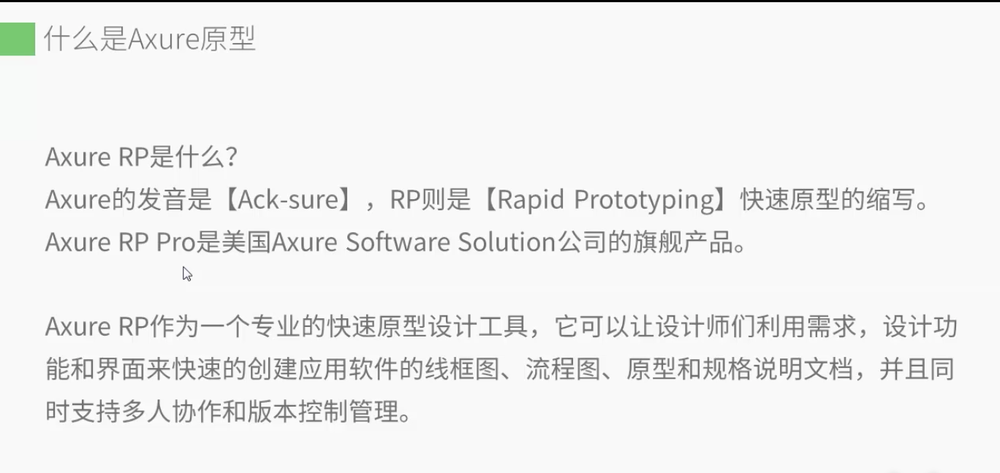 什么是Axure原型
Axure RP是什么？
Axure的发音是【Ack-sure】，RP则是【Rapid Prototyping】快速原型的缩写。
Axure RP Pro是美国Axure Software Solution公司的旗舰产品。
Axure RP作为一个专业的快速原型设计工具，它可以让设计师们利用需求，设计功
能和界面来快速的创建应用软件的线框图、流程图、原型和规格说明文档，并且同
时支持多人协作和版本控制管理。